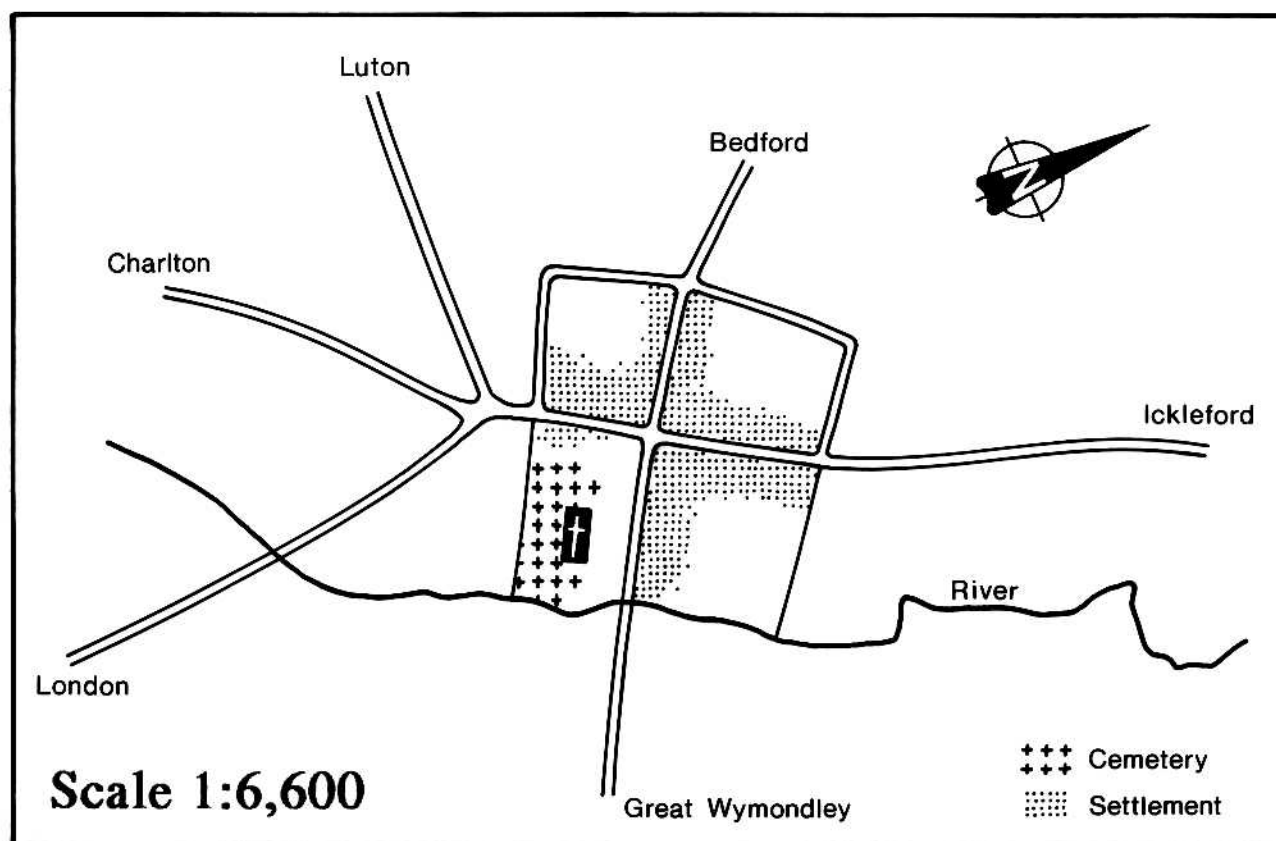 Luton
Bedford
N
Charlton
Ickleford
River
London
Cemetery
Settlement
Scale 1:6,600
Great Wymondley